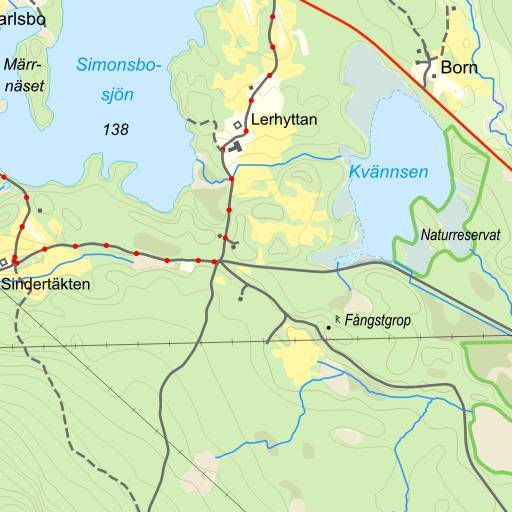 arlsbo
Märr-
näset
Simonsbo-
sjön
138
Born
Lerhyttan
Kvännsen
Naturreservat
Sindertäkten
R Fångstgrop